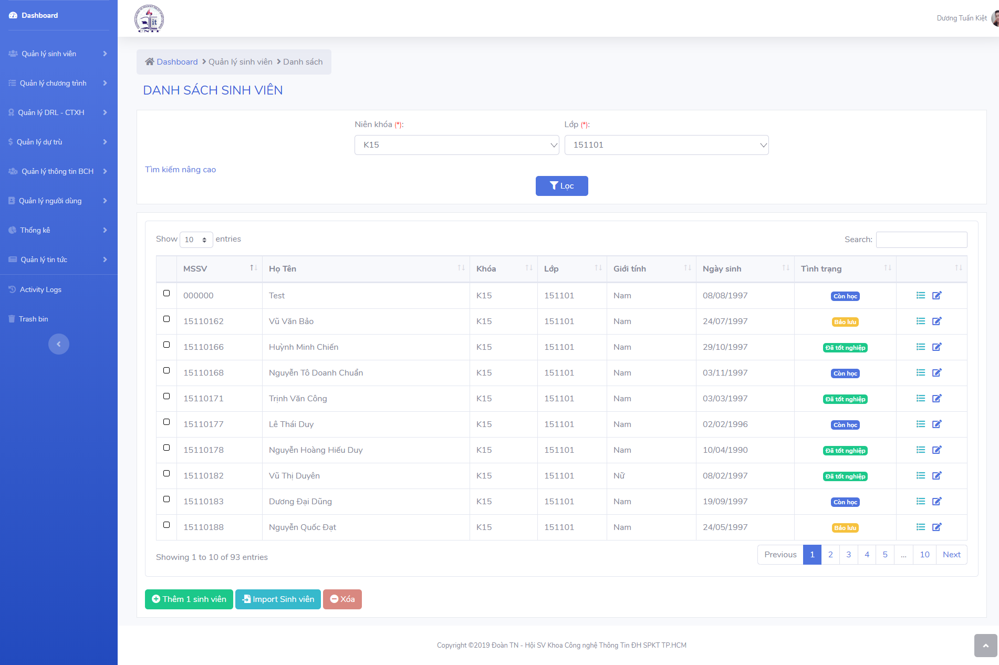 Dashboard
Quản lý sinh viên
Quản lý chương trình
Quản lý DRL - CTXH
Quản lý dự trù
Quản lý thông tin BCH
Quản lý người dùng
Thống kê
Quản lý tin tức
Activity Logs
Trash bin
it
CNTT
Dương Tuấn Kiệt
Dashboard Quản lý sinh viên Danh sách
DANH SÁCH SINH VIÊN
Niên khóa (*): Lớp (*):
K15 151101
Tìm kiếm nâng cao
Lọc
Show 10 entries Search:
MSSV Họ Tên Khóa Lớp Giới tính Ngày sinh Tình trạng
000000 Test K15 151101 Nam 08/08/1997 Còn học
15110162 Vũ Văn Bảo K15 151101 Nam 24/07/1997 Bảo lưu
15110166 Huỳnh Minh Chiến K15 151101 Nam 29/10/1997 Đã tốt nghiệp
15110168 Nguyễn Tô Doanh Chuẩn K15 151101 Nam 03/11/1997 Còn học
15110171 Trịnh Văn Công K15 151101 Nam 03/03/1997 Đã tốt nghiệp
15110177 Lê Thái Duy K15 151101 Nam 02/02/1996 Còn học
15110178 Nguyễn Hoàng Hiếu Duy K15 151101 Nam 10/04/1990 Đã tốt nghiệp
15110182 Vũ Thị Duyên K15 151101 Nữ 08/02/1997 Đã tốt nghiệp
15110183 Dương Đại Dũng K15 151101 Nam 19/09/1997 Còn học
15110188 Nguyễn Quốc Đạt K15 151101 Nam 24/05/1997 Bảo lưu
Showing 1 to 10 of 93 entries Previous 1 2 3 4 5 ... 10 Next
Thêm 1 sinh viên Import Sinh viên Xóa
Copyright ©2019 Đoàn TN - Hội SV Khoa Công nghệ Thông Tin ĐH SPKT TP.HCM